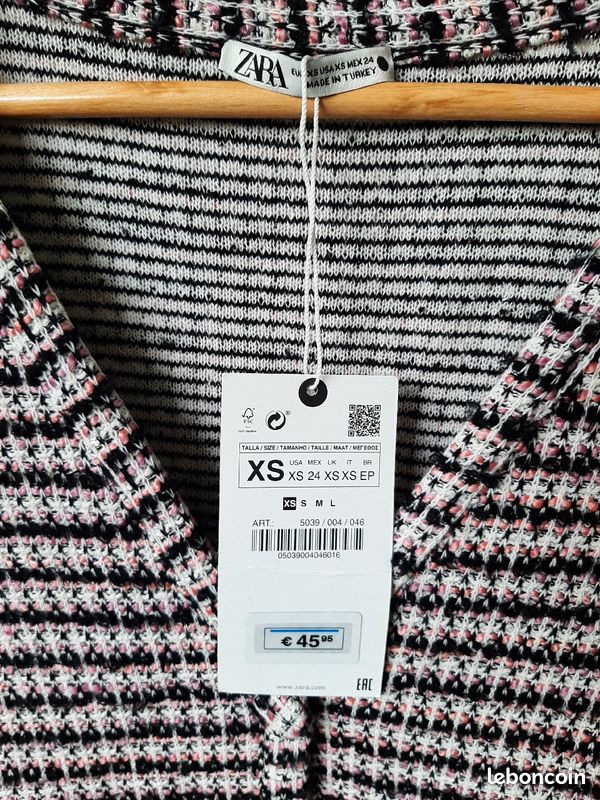 ZARA
EUR XS USA XS MEX 24
MADE IN TURKEY
FSC
TALLA / SIZE / TAMANHO / TAILLE / MAAT / ΜΕΓΕΘΟΣ
XS
USA MEX UK IT BR
XS 24 XS XS EP
XS S M L
ART.: 5039 / 004 / 046
05039004046016
€ 45 95
www.zara.com
EAC
leboncoin